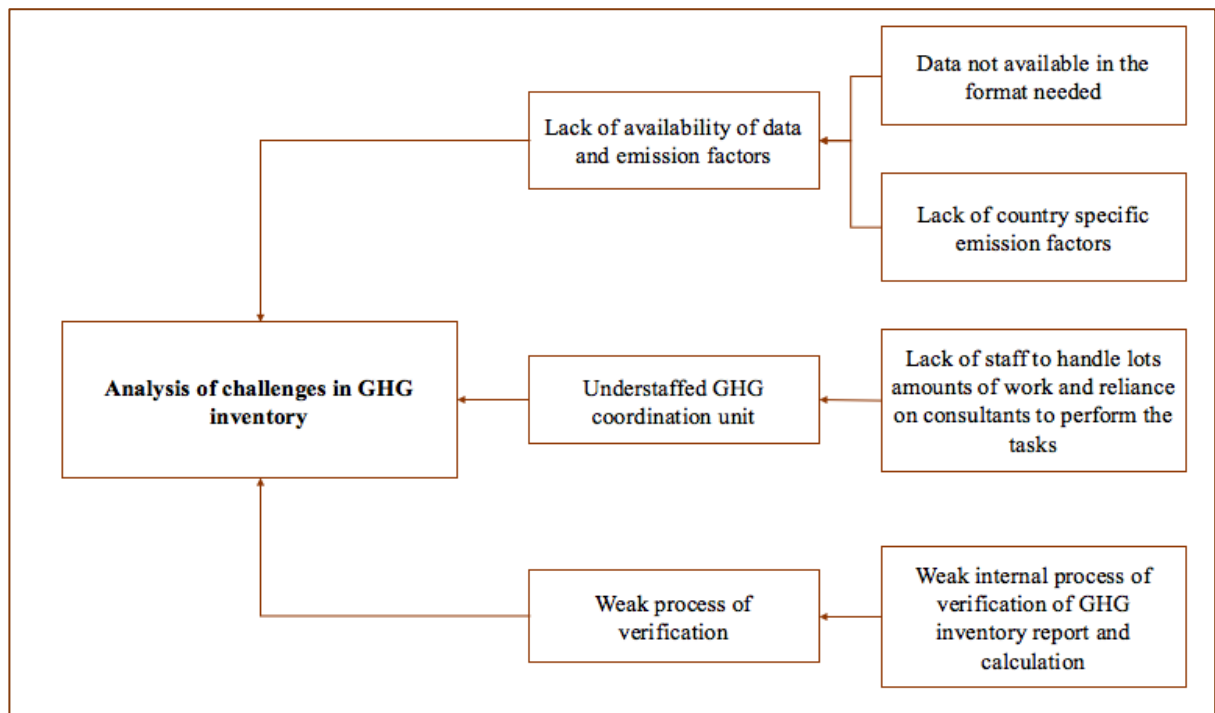 Data not available in the
format needed
Lack of availability of data
and emission factors
Lack of country specific
emission factors
Analysis of challenges in GHG
inventory
Understaffed GHG
coordination unit
Lack of staff to handle lots
amounts of work and reliance
on consultants to perform the
tasks
Weak process of
verification
Weak internal process of
verification of GHG
inventory report and
calculation